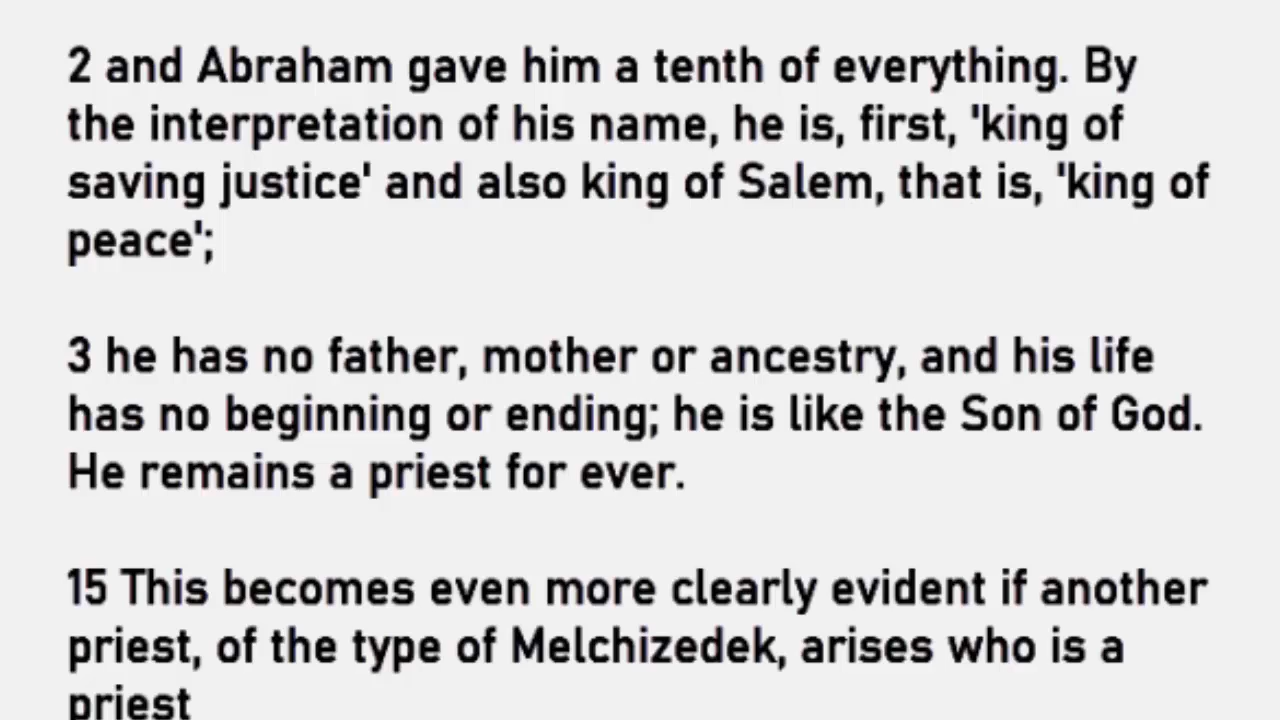 2 and Abraham gave him a tenth of everything. By
the interpretation of his name, he is, first, 'king of
saving justice' and also king of Salem, that is, 'king of
peace';
3 he has no father, mother or ancestry, and his life
has no beginning or ending; he is like the Son of God.
He remains a priest for ever.
15 This becomes even more clearly evident if another
priest, of the type of Melchizedek, arises who is a
priest